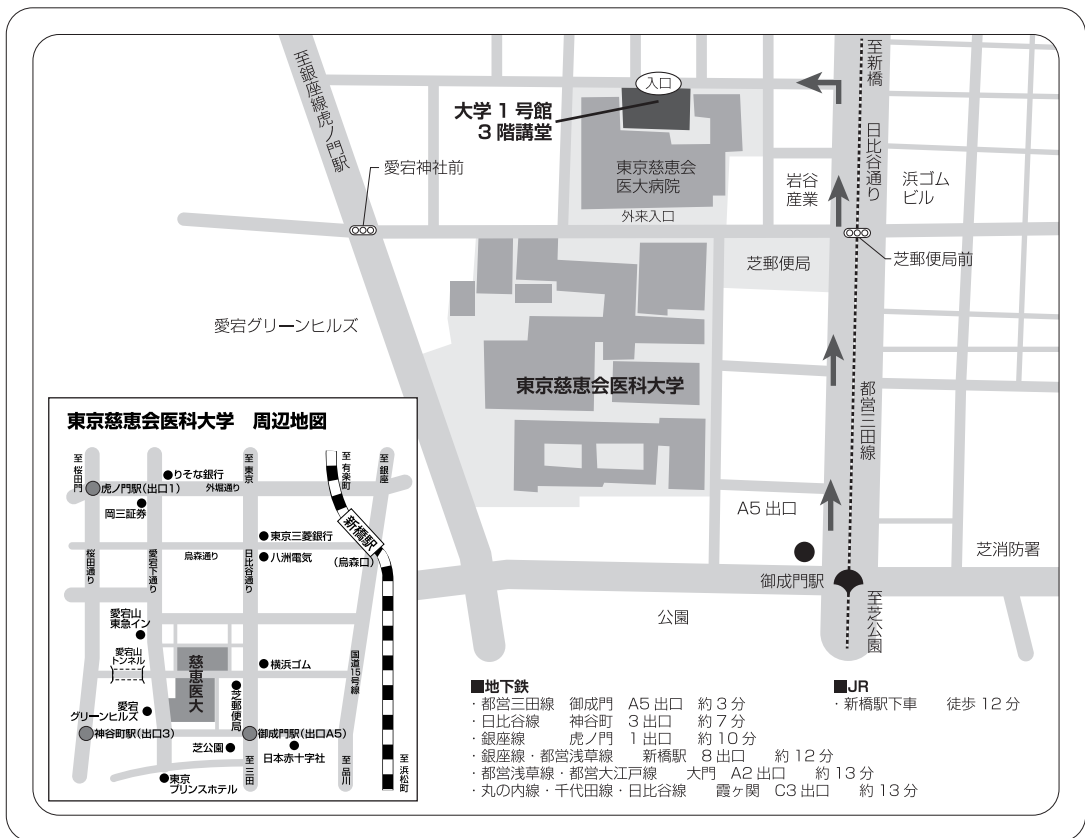 至銀座線虎ノ門駅
至新橋
入口
大学1号館
3階講堂
日比谷通り
愛宕神社前
東京慈恵会
医大病院
岩谷
産業
浜ゴム
ビル
外来入口
芝郵便局
芝郵便局前
愛宕グリーンヒルズ
東京慈恵会医科大学
都営三田線
A5 出口
芝消防署
御成門駅
至芝公園
公園
東京慈恵会医科大学　周辺地図
至桜田門
至東京
至有楽町
至銀座
りそな銀行
虎ノ門駅(出口1)
外堀通り
岡三証券
新橋駅
東京三菱銀行
桜田通り
愛宕下通り
烏森通り
日比谷通り
八洲電気
(烏森口)
愛宕山
東急イン
愛宕山
トンネル
慈恵医大
横浜ゴム
国道15号線
芝郵便局
愛宕
グリーンヒルズ
神谷町駅(出口3)
御成門駅(出口A5)
芝公園
日本赤十字社
東京
プリンスホテル
至三田
至品川
至浜松町
■地下鉄
・都営三田線　御成門　A5 出口　約 3 分
・日比谷線　神谷町　3 出口　約 7 分
・銀座線　虎ノ門　1 出口　約 10 分
・銀座線・都営浅草線　新橋駅　8 出口　約 12 分
・都営浅草線・都営大江戸線　大門　A2 出口　約 13 分
・丸の内線・千代田線・日比谷線　霞ヶ関　C3 出口　約 13 分
■JR
・新橋駅下車　徒歩 12 分